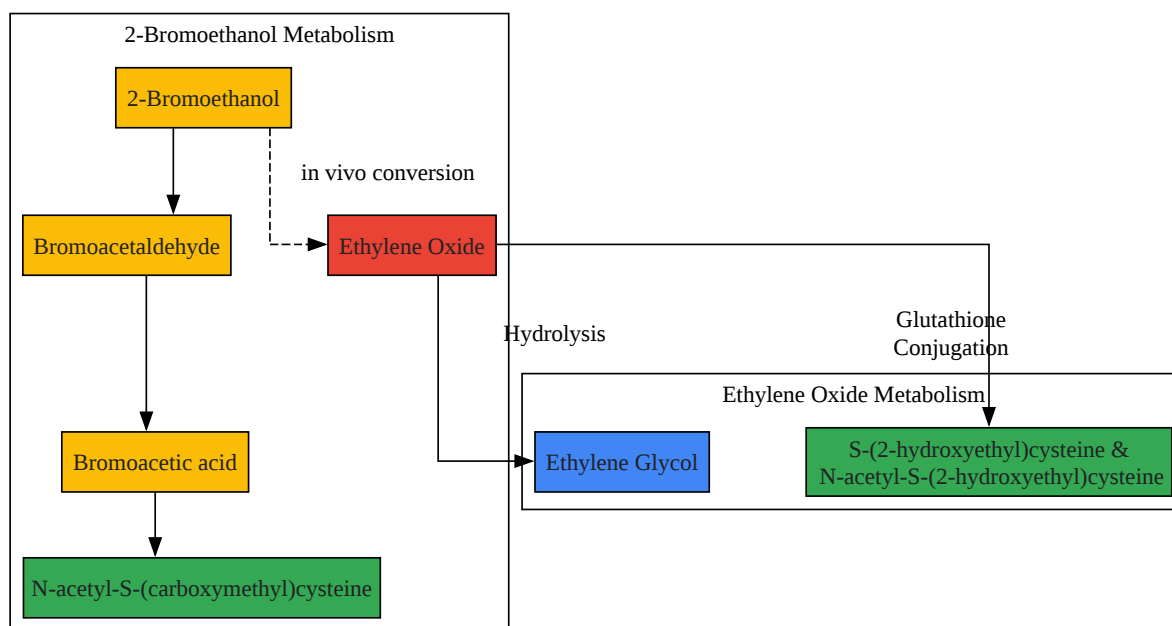 2-Bromoethanol Metabolism
2-Bromoethanol
in vivo conversion
Bromoacetaldehyde
Ethylene Oxide
Hydrolysis
Glutathione
Conjugation
Ethylene Oxide Metabolism
Bromoacetic acid
Ethylene Glycol
S-(2-hydroxyethyl)cysteine &
N-acetyl-S-(2-hydroxyethyl)cysteine
N-acetyl-S-(carboxymethyl)cysteine